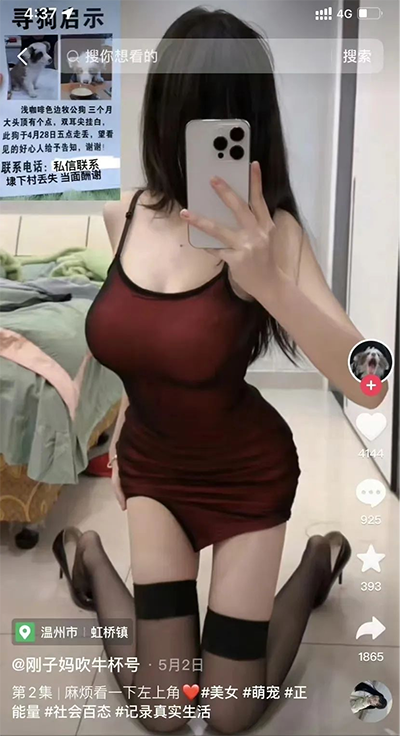 4:37
4G
寻狗启示
搜你想看的
搜索
浅咖啡色边牧公狗 三个月
大头顶有个点，双耳尖挂白，
此狗于4月28日五点走丢，望看
见的好心人给予告知，谢谢！
联系电话：私信联系
埭下村丢失 当面酬谢
4144
925
393
1865
温州市 | 虹桥镇
@刚子妈吹牛杯号 · 5月2日
第2集 | 麻烦看一下左上角❤️#美女 #萌宠 #正
能量 #社会百态 #记录真实生活